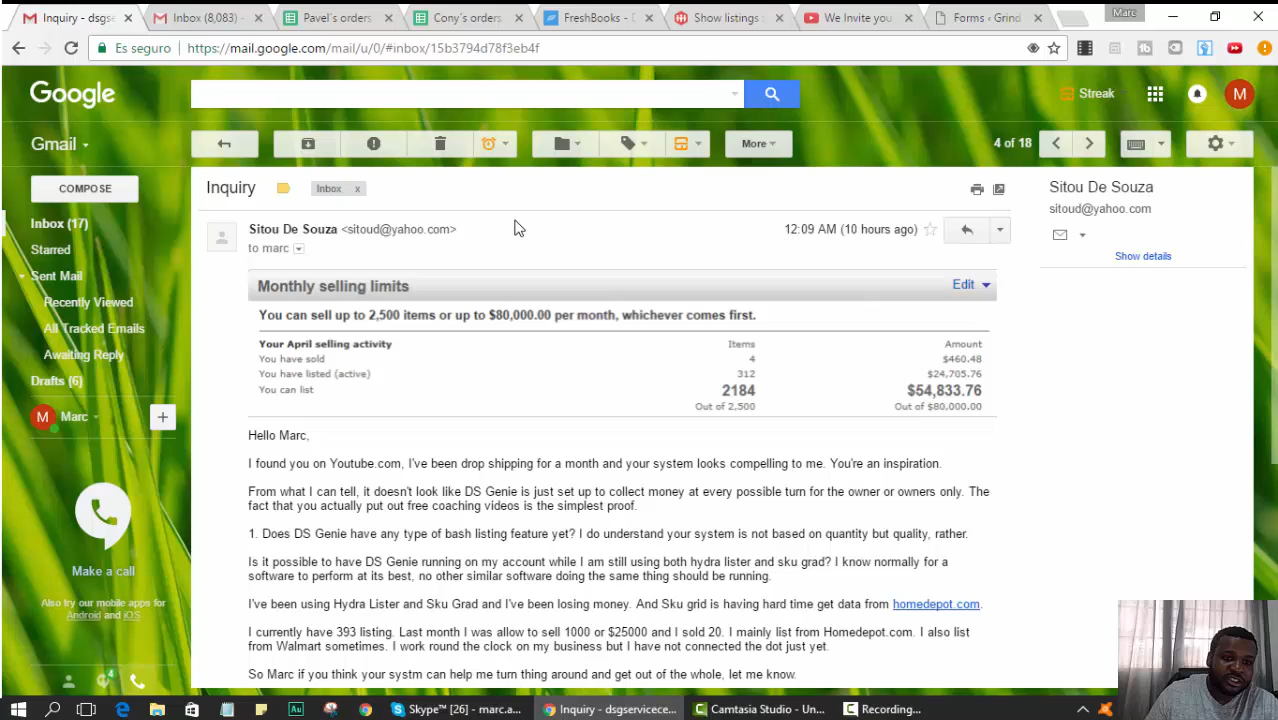 Marc
Inquiry - dsgse
Inbox (8,083)
Pavel's orders
Cony's orders
FreshBooks - D
Show listings
We Invite you
Forms ‹ Grind
Es seguro
https://mail.google.com/mail/u/0/#inbox/15b3794d78f3eb4f
Google
Streak
M
Gmail
More
4 of 18
COMPOSE
Inquiry
Inbox x
Sitou De Souza
sitoud@yahoo.com
Show details
Inbox (17)
Starred
Sent Mail
Recently Viewed
All Tracked Emails
Awaiting Reply
Drafts (6)
M Marc
Make a call
Also try our mobile apps for
Android and iOS
4
Sitou De Souza <sitoud@yahoo.com>
12:09 AM (10 hours ago)
to marc
Monthly selling limits
Edit
You can sell up to 2,500 items or up to $80,000.00 per month, whichever comes first.
Your April selling activity Items Amount
You have sold 4 $460.48
You have listed (active) 312 $24,705.76
You can list 2184 $54,833.76
Out of 2,500 Out of $80,000.00
Hello Marc,
I found you on Youtube.com, I've been drop shipping for a month and your system looks compelling to me. You're an inspiration.
From what I can tell, it doesn't look like DS Genie is just set up to collect money at every possible turn for the owner or owners only. The
fact that you actually put out free coaching videos is the simplest proof.
1. Does DS Genie have any type of bash listing feature yet? I do understand your system is not based on quantity but quality, rather.
Is it possible to have DS Genie running on my account while I am still using both hydra lister and sku grad? I know normally for a
software to perform at its best, no other similar software doing the same thing should be running.
I've been using Hydra Lister and Sku Grad and I've been losing money. And Sku grid is having hard time get data from homedepot.com.
I currently have 393 listing. Last month I was allow to sell 1000 or $25000 and I sold 20. I mainly list from Homedepot.com. I also list
from Walmart sometimes. I work round the clock on my business but I have not connected the dot just yet.
So Marc if you think your systm can help me turn thing around and get out of the whole, let me know.
Au
Skype™ [26] - marc.a...
Inquiry - dsgservicece...
Camtasia Studio - Un...
Recording...